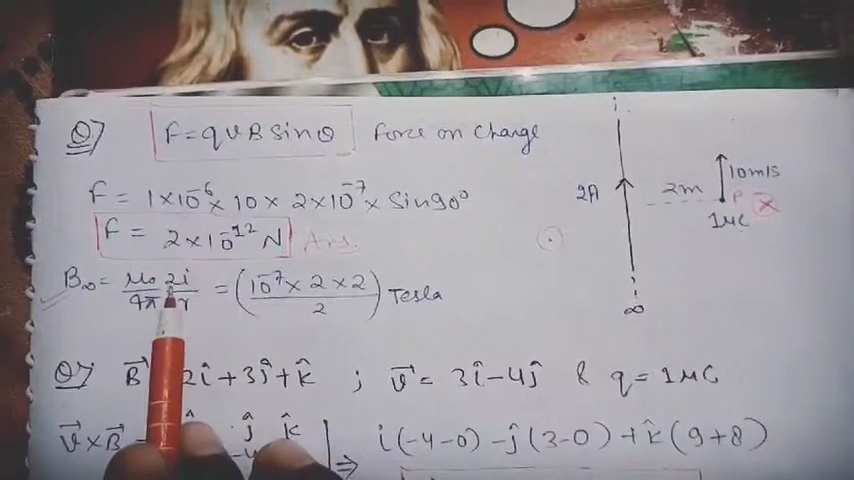 Q7 F = qvB sinθ Force on Charge
F = 1×10⁻⁶ × 10 × 2×10⁻⁷ × Sin90°
F = 2×10⁻¹² N Ans.
B∞ = μ₀ 2i / 4π r = (10⁻⁷ × 2 × 2 / 2) Tesla
i
2A 2m 10m/s
P ×
1μC
∞
Q7 B⃗ 2î+3ĵ+k̂ ; v⃗ = 3î-4ĵ & q = 1μC
v⃗×B⃗ ĵ k̂ ⇒ i(-4-0) -ĵ(3-0) + k̂(9+8)